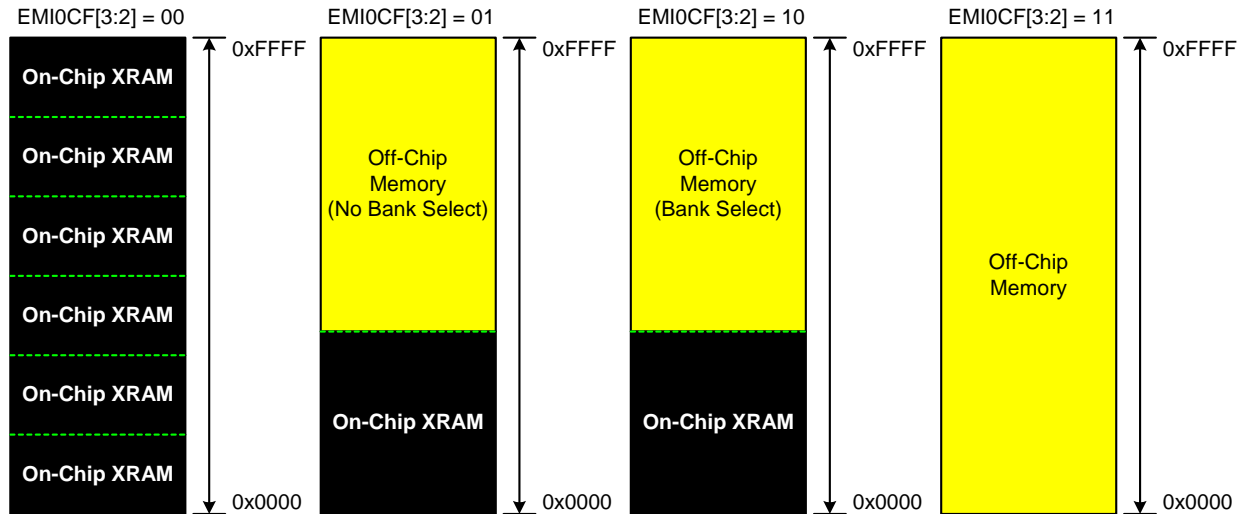 EMI0CF[3:2] = 00
On-Chip XRAM
On-Chip XRAM
On-Chip XRAM
On-Chip XRAM
On-Chip XRAM
On-Chip XRAM
0xFFFF
0x0000
EMI0CF[3:2] = 01
Off-Chip
Memory
(No Bank Select)
On-Chip XRAM
0xFFFF
0x0000
EMI0CF[3:2] = 10
Off-Chip
Memory
(Bank Select)
On-Chip XRAM
0xFFFF
0x0000
EMI0CF[3:2] = 11
Off-Chip
Memory
0xFFFF
0x0000